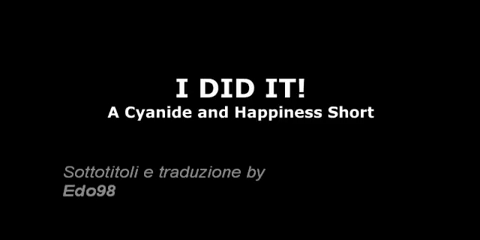 I DID IT!
A Cyanide and Happiness Short
Sottotitoli e traduzione by
Edo98